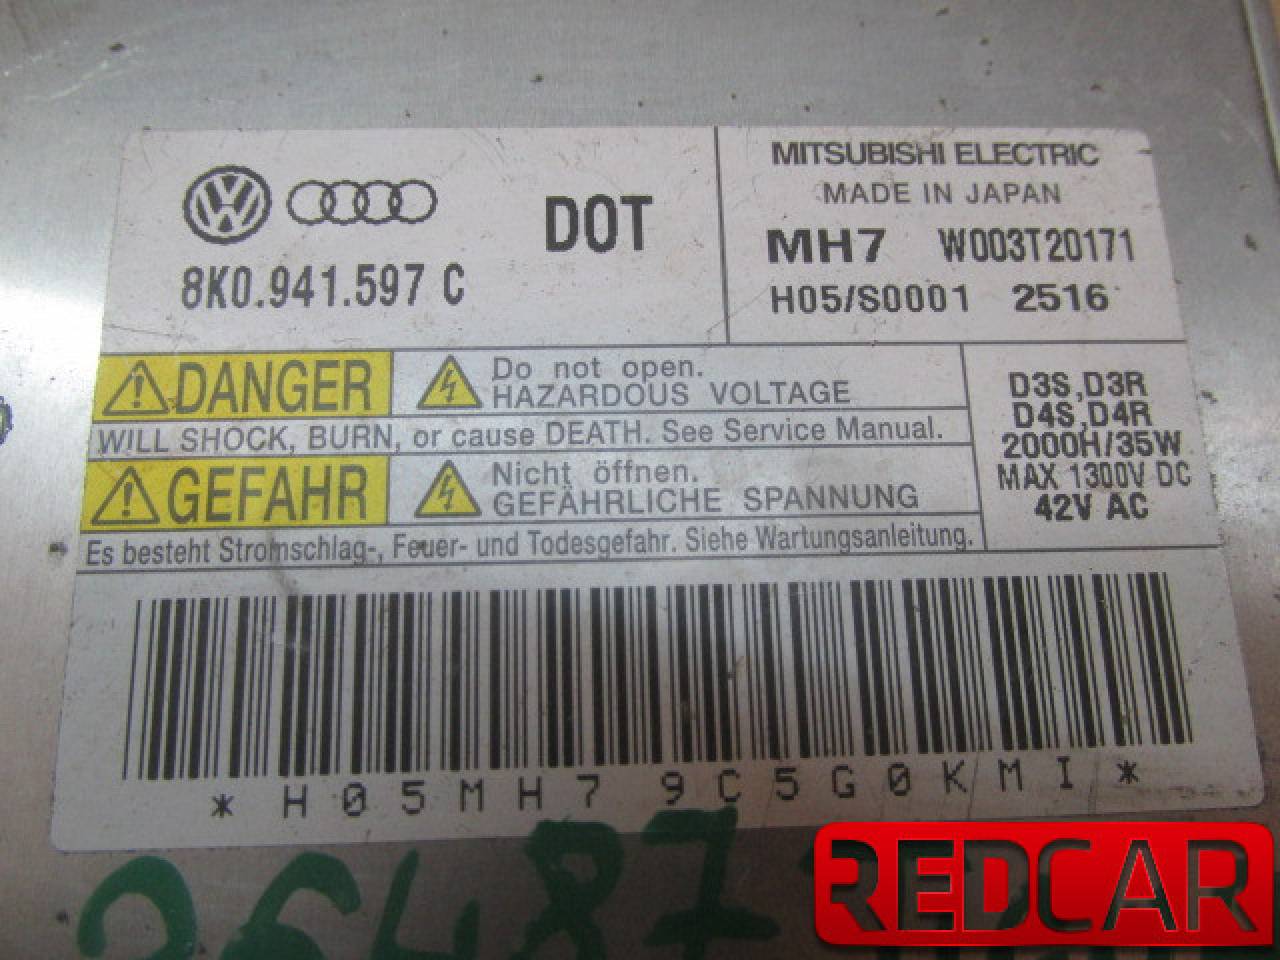 VW
DOT
8K0.941.597 C
MITSUBISHI ELECTRIC
MADE IN JAPAN
MH7 W003T20171
H05/S0001 2516
DANGER
Do not open.
HAZARDOUS VOLTAGE
WILL SHOCK, BURN, or cause DEATH. See Service Manual.
GEFAHR
Nicht öffnen.
GEFÄHRLICHE SPANNUNG
Es besteht Stromschlag-, Feuer- und Todesgefahr. Siehe Wartungsanleitung.
D3S,D3R
D4S,D4R
2000H/35W
MAX 1300V DC
42V AC
*H05MH7 9C5G0KMI*
REDCAR